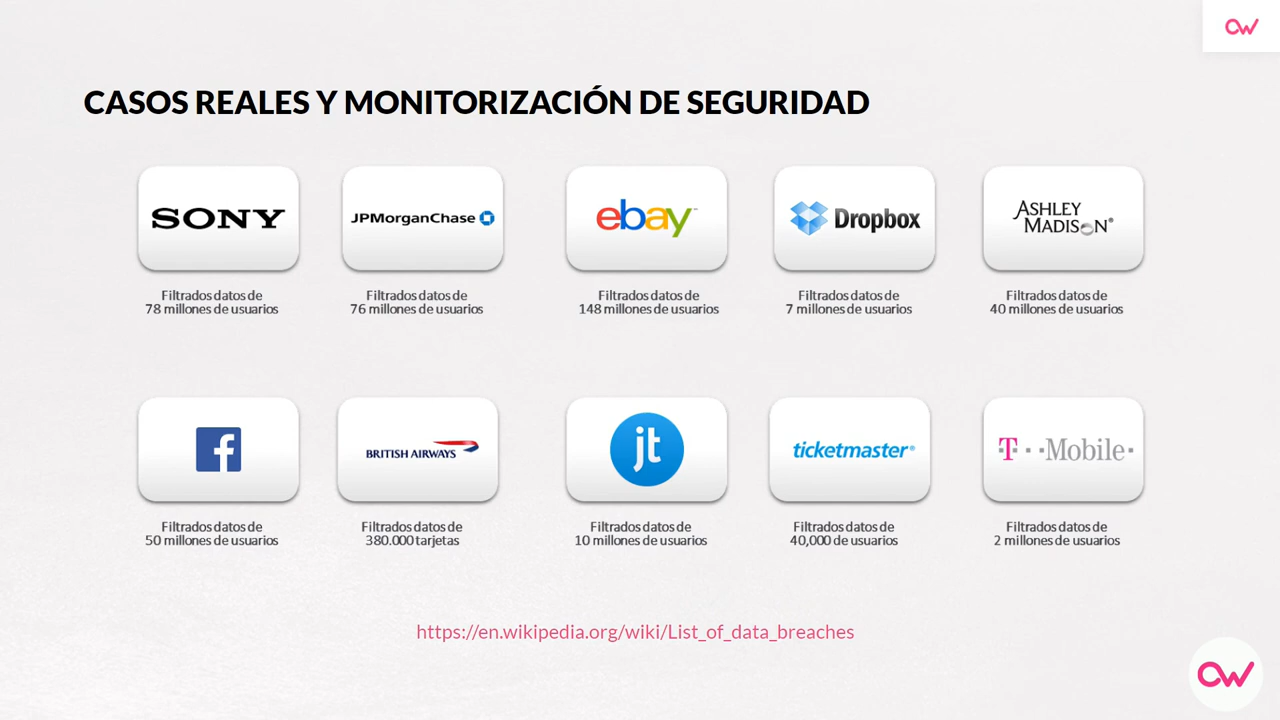 CW
CASOS REALES Y MONITORIZACIÓN DE SEGURIDAD
SONY
JPMorganChase
ebay™
Dropbox
ASHLEY
MADISON®
Filtrados datos de
78 millones de usuarios
Filtrados datos de
76 millones de usuarios
Filtrados datos de
148 millones de usuarios
Filtrados datos de
7 millones de usuarios
Filtrados datos de
40 millones de usuarios
f
BRITISH AIRWAYS
jt
ticketmaster®
T··Mobile·
Filtrados datos de
50 millones de usuarios
Filtrados datos de
380.000 tarjetas
Filtrados datos de
10 millones de usuarios
Filtrados datos de
40,000 de usuarios
Filtrados datos de
2 millones de usuarios
https://en.wikipedia.org/wiki/List_of_data_breaches
CW